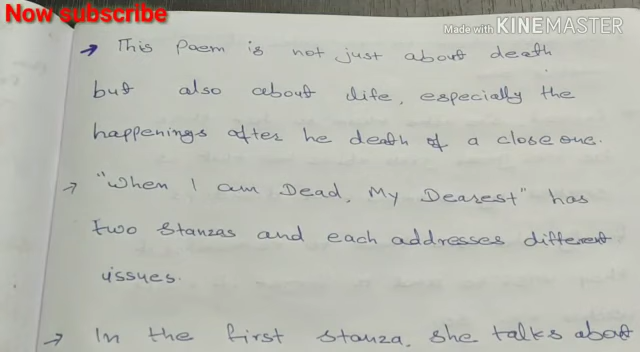 Now subscribe
Made with KINEMASTER
→ This Poem is not just about death
but also about life, especially the
happenings after he death of a close one.
→ "When I am Dead, My Dearest" has
two Stanzas and each addresses different
issues.
→ In the first stanza, she talks about